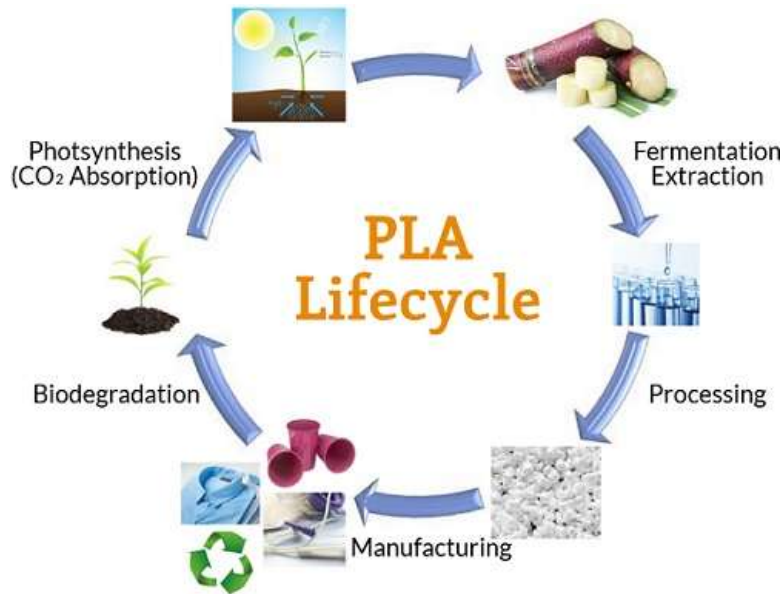 Photsynthesis
(CO₂ Absorption)
Fermentation
Extraction
PLA
Lifecycle
Biodegradation
Processing
Manufacturing